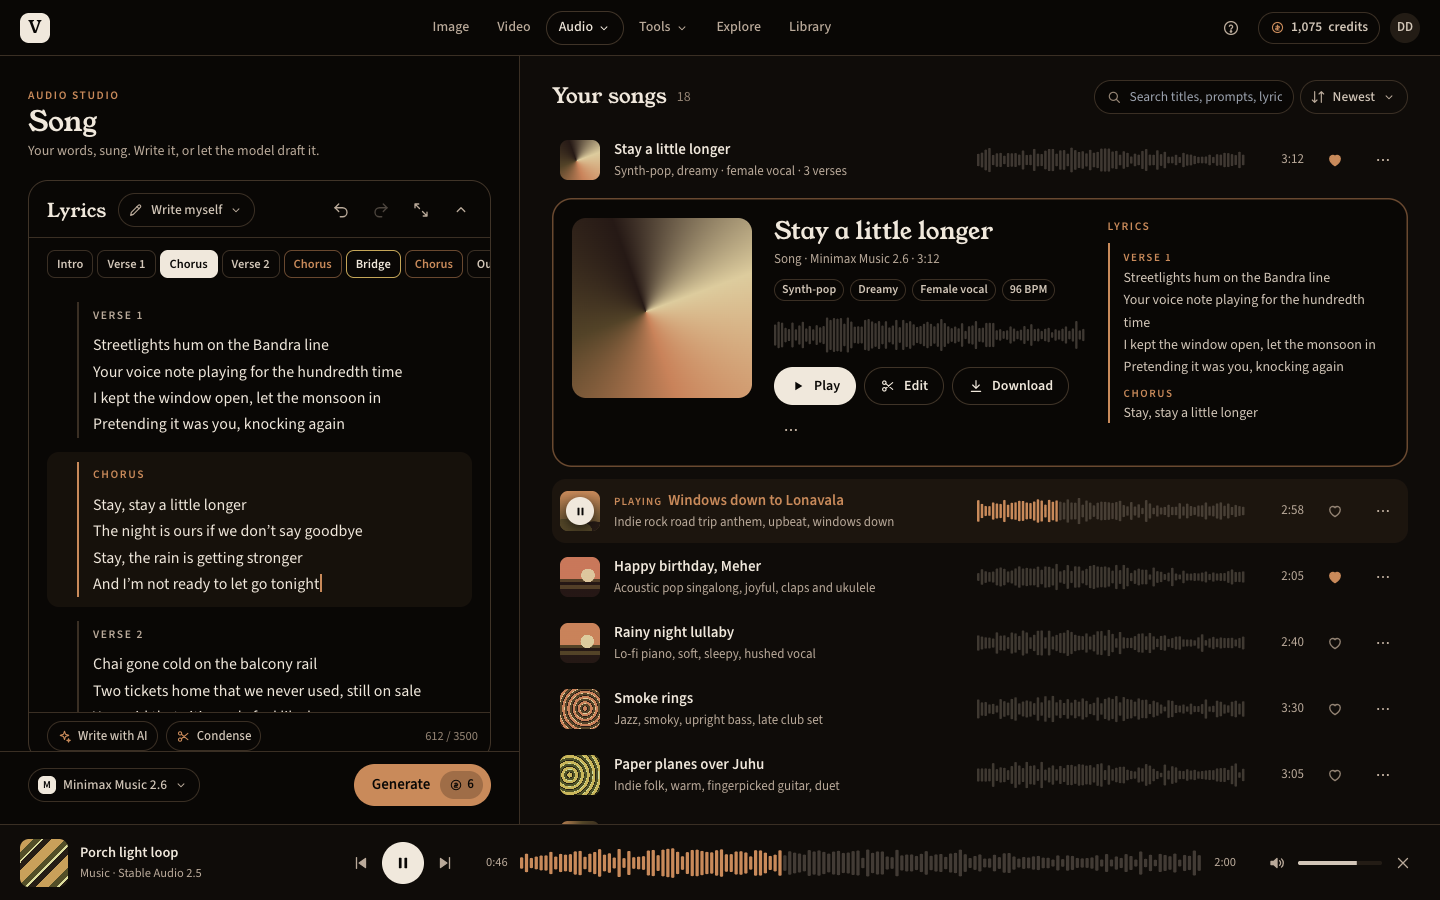 V
Image Video Audio Tools Explore Library
1,075 credits
DD
AUDIO STUDIO
Song
Your words, sung. Write it, or let the model draft it.
Lyrics
Write myself
Intro Verse 1 Chorus Verse 2 Chorus Bridge Chorus Ou
VERSE 1
Streetlights hum on the Bandra line
Your voice note playing for the hundredth time
I kept the window open, let the monsoon in
Pretending it was you, knocking again
CHORUS
Stay, stay a little longer
The night is ours if we don’t say goodbye
Stay, the rain is getting stronger
And I’m not ready to let go tonight
VERSE 2
Chai gone cold on the balcony rail
Two tickets home that we never used, still on sale
Write with AI
Condense
612 / 3500
M Minimax Music 2.6
Generate 6
Your songs 18
Search titles, prompts, lyric
Newest
Stay a little longer
Synth-pop, dreamy · female vocal · 3 verses
3:12
Stay a little longer
Song · Minimax Music 2.6 · 3:12
Synth-pop Dreamy Female vocal 96 BPM
Play
Edit
Download
LYRICS
VERSE 1
Streetlights hum on the Bandra line
Your voice note playing for the hundredth
time
I kept the window open, let the monsoon in
Pretending it was you, knocking again
CHORUS
Stay, stay a little longer
PLAYING Windows down to Lonavala
Indie rock road trip anthem, upbeat, windows down
2:58
Happy birthday, Meher
Acoustic pop singalong, joyful, claps and ukulele
2:05
Rainy night lullaby
Lo-fi piano, soft, sleepy, hushed vocal
2:40
Smoke rings
Jazz, smoky, upright bass, late club set
3:30
Paper planes over Juhu
Indie folk, warm, fingerpicked guitar, duet
3:05
Porch light loop
Music · Stable Audio 2.5
0:46
2:00